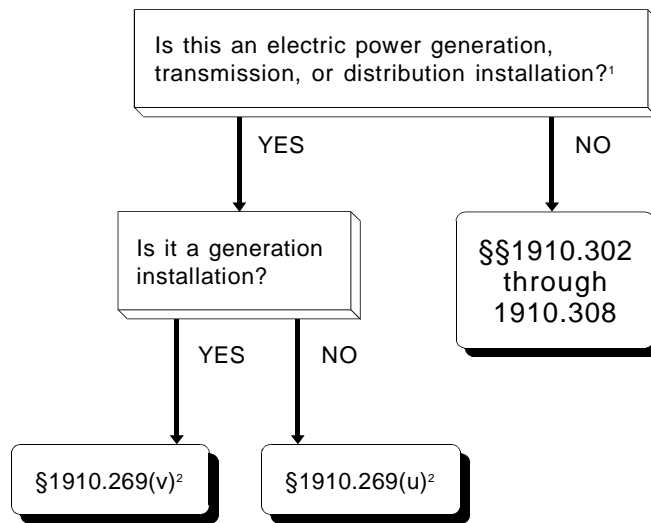 Is this an electric power generation,
transmission, or distribution installation?¹
YES
NO
Is it a generation
installation?
§§1910.302
through
1910.308
YES
NO
§1910.269(v)²
§1910.269(u)²